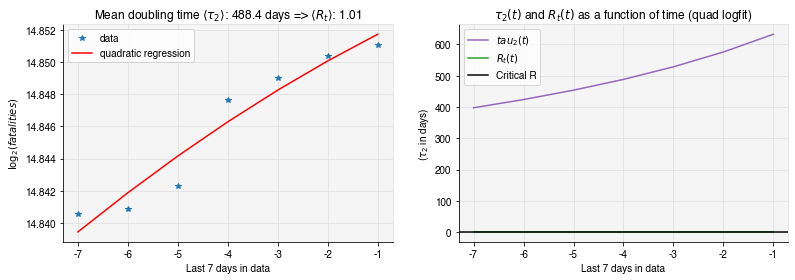 Mean doubling time ⟨τ₂⟩: 488.4 days => ⟨Rₜ⟩: 1.01
data
quadratic regression
log₂(fatalities)
14.852
14.850
14.848
14.846
14.844
14.842
14.840
-7 -6 -5 -4 -3 -2 -1
Last 7 days in data
τ₂(t) and Rₜ(t) as a function of time (quad logfit)
tau₂(t)
Rₜ(t)
Critical R
(τ₂ in days)
600
500
400
300
200
100
0
-7 -6 -5 -4 -3 -2 -1
Last 7 days in data